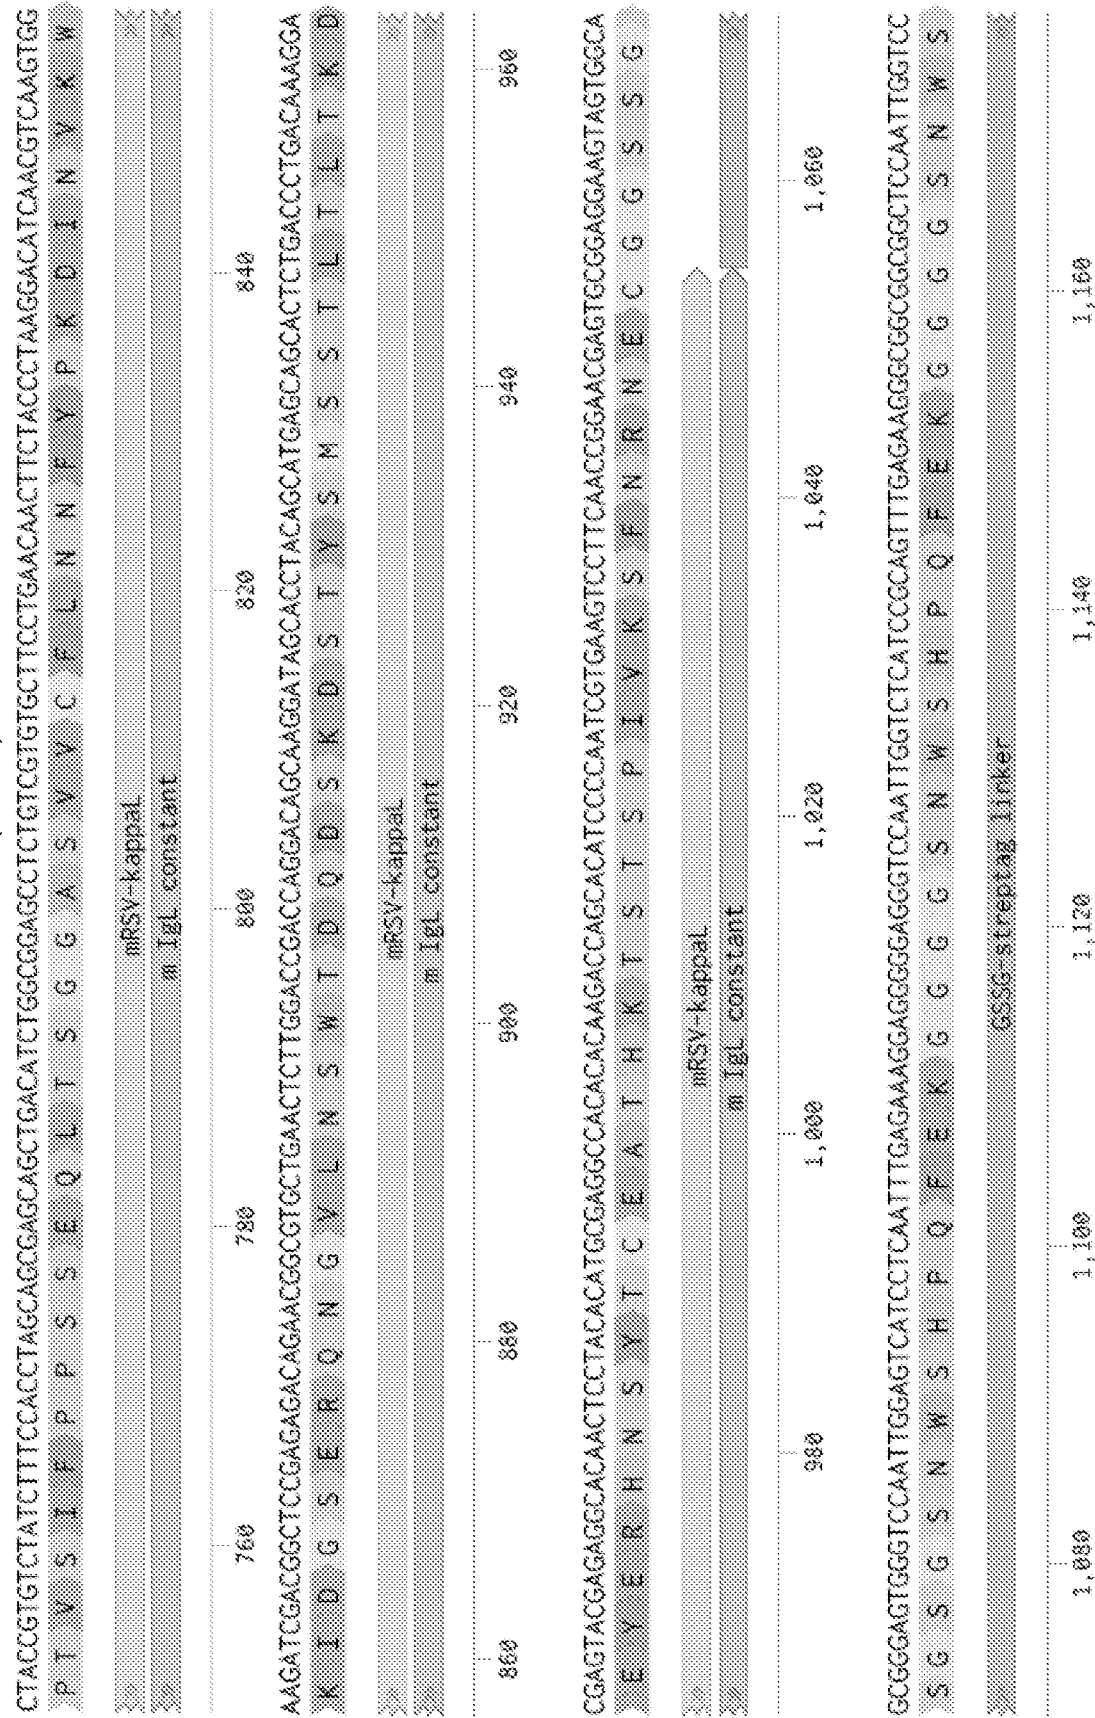 CTACCGTGTCTATCTTTCCACCTAGCAGCGAGCAGCTGACATCTGGCGGAGCCTCTGTCGTGTGCTTCCTGAACAACTTCTACCCTAAGGACATCAACGTCAAGTGG
P T V S I F P P S S E Q L T S G G A S V V C F L N N F Y P K D I N V K W
mRSV-kappaL
m IgL constant
760 780 800 820 840
AAGATCGACGGCTCCGAGAGACAGAACGGCGTGCTGAACTCTTGGACCGACCAGGACAGCAAGGATAGCACCTACAGCATGAGCAGCACTCTGACCCTGACAAAGGA
K I D G S E R Q N G V L N S W T D Q D S K D S T Y S M S S T L T L T K D
mRSV-kappaL
m IgL constant
860 880 900 920 940 960
CGAGTACGAGAGGCACAACTCCTACACATGCGAGGCCACACACAAGACCAGCACATCCCCAATCGTGAAGTCCTTCAACCGGAACGAGTGCGGAGGAAGTAGTGGCA
E Y E R H N S Y T C E A T H K T S T S P I V K S F N R N E C G G S S G
mRSV-kappaL
m IgL constant
980 1,000 1,020 1,040 1,060
GCGGGAGTGGGTCCAATTGGAGTCATCCTCAATTTGAGAAAGGAGGGGGAGGGTCCAATTGGTCTCATCCGCAGTTTGAGAAGGGCGGCGGCGGCTCCAATTGGTCC
S G S G S N W S H P Q F E K G G G G S N W S H P Q F E K G G G G S N W S
GSSG-streptag linker
1,080 1,100 1,120 1,140 1,160